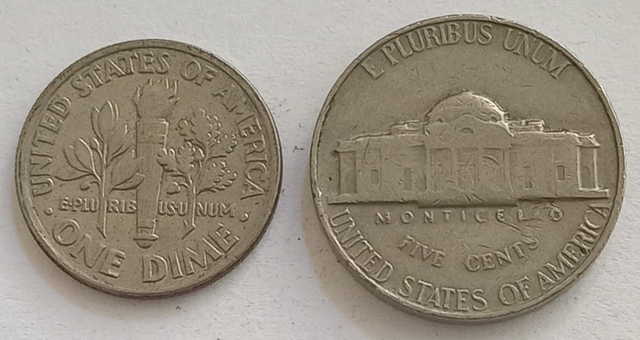 UNITED STATES OF AMERICA
E·PLURIBUS·UNUM
ONE DIME
E PLURIBUS UNUM
MONTICELLO
FIVE CENTS
UNITED STATES OF AMERICA